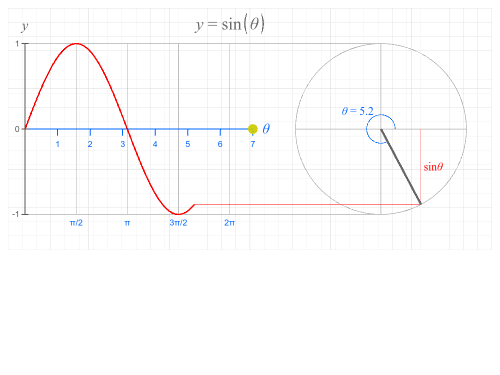 y = sin(θ)
y
1
θ = 5.2
0
θ
1 2 3 4 5 6 7
sinθ
-1
π/2 π 3π/2 2π